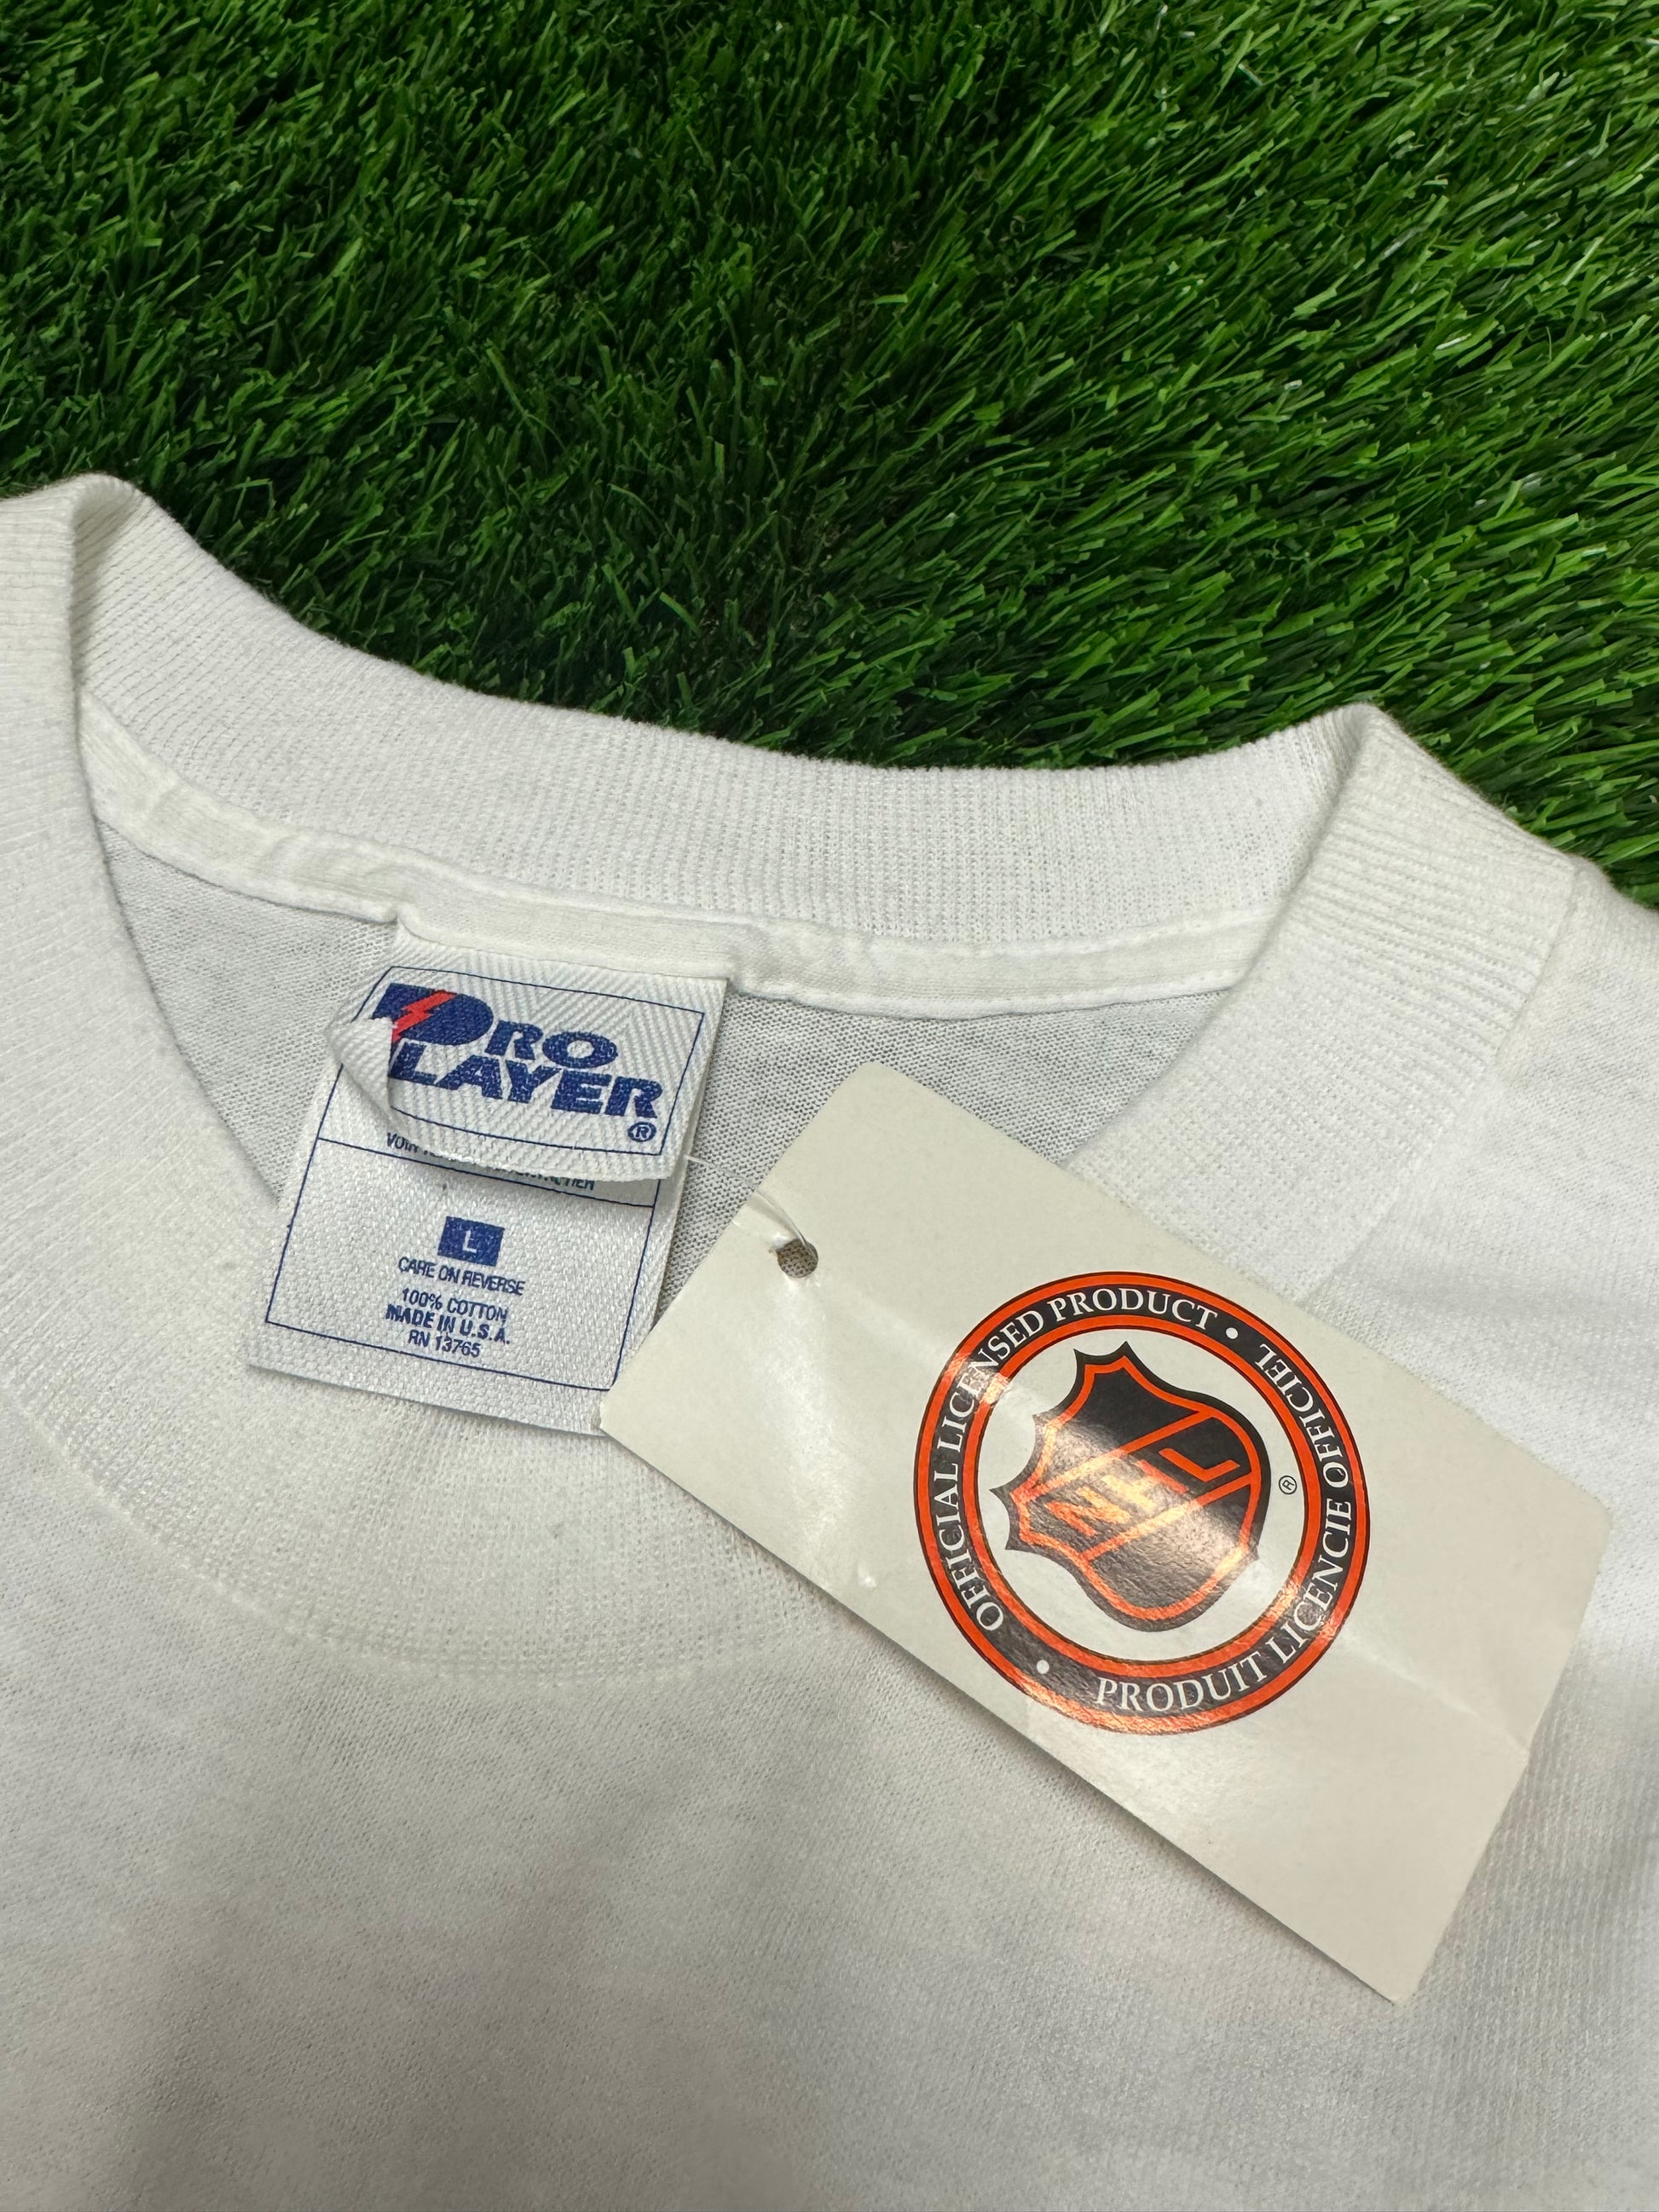 PRO
PLAYER
®
L
CARE ON REVERSE
100% COTTON
MADE IN U.S.A.
RN 13765
OFFICIAL LICENSED PRODUCT • PRODUIT LICENCIE OFFICIEL •
NHL
®